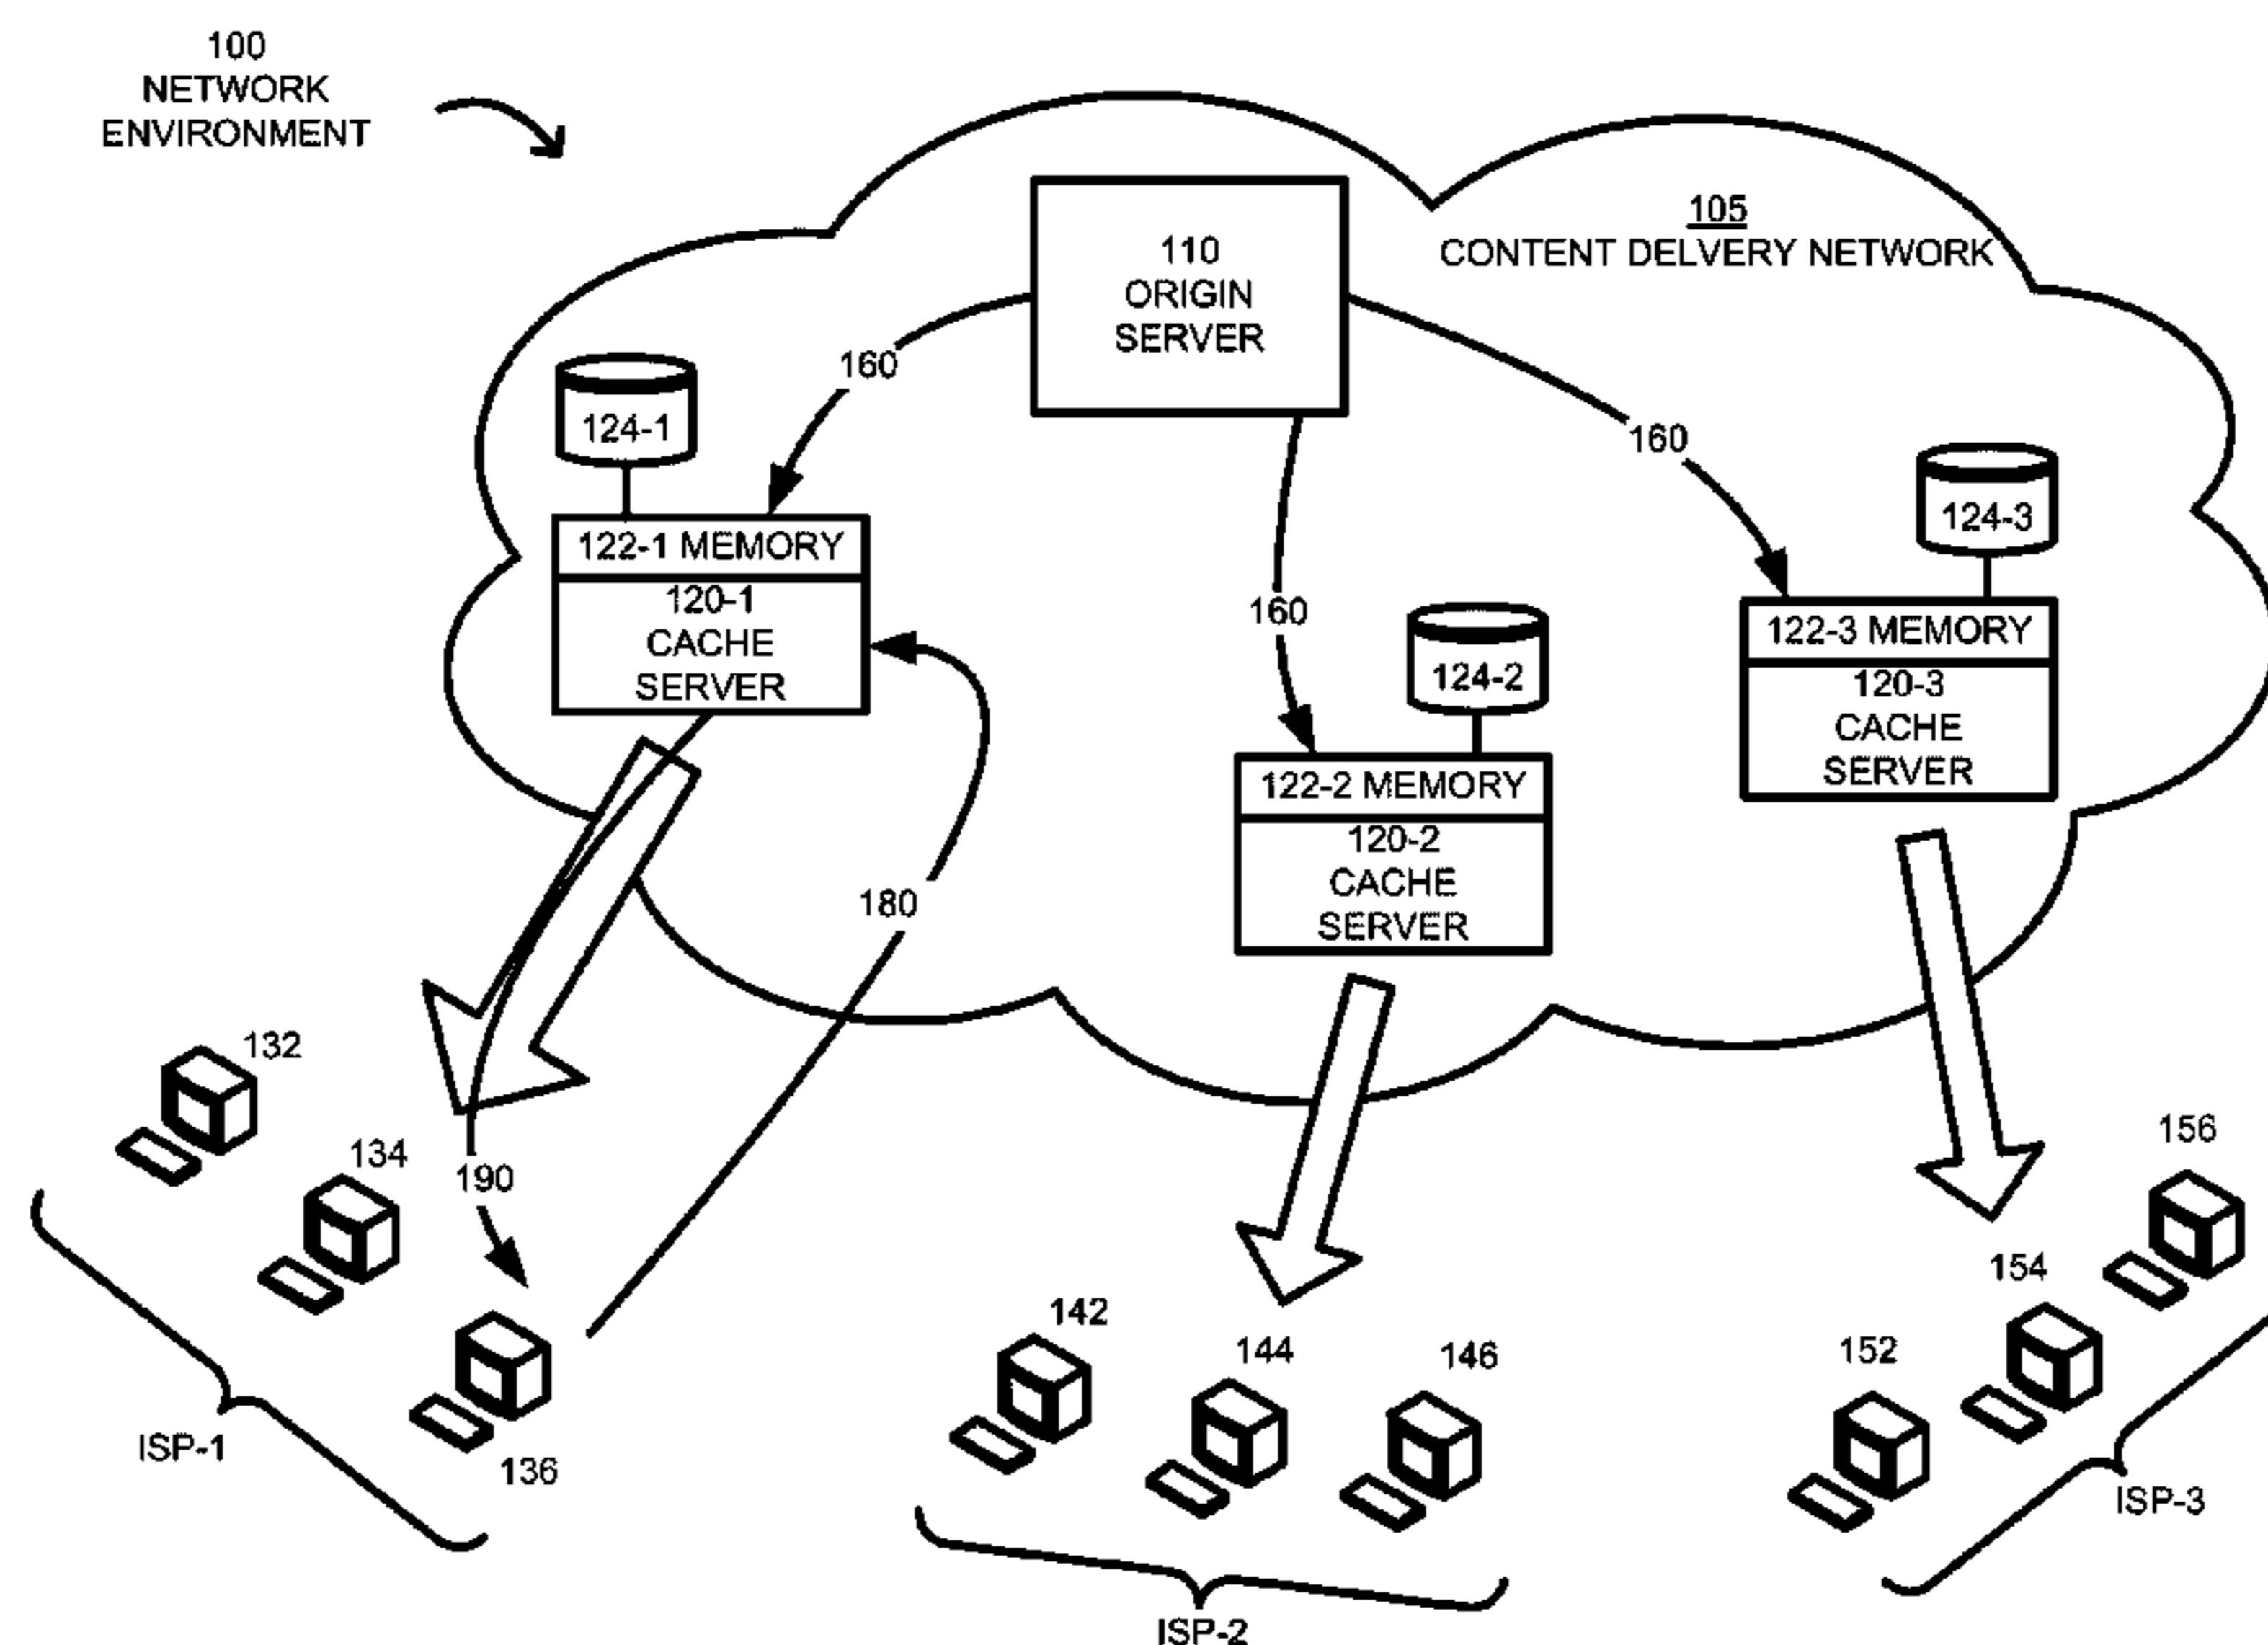 100
NETWORK
ENVIRONMENT
105
CONTENT DELVERY NETWORK
110
ORIGIN
SERVER
160
160
160
124-1
122-1 MEMORY
120-1
CACHE
SERVER
124-2
122-2 MEMORY
120-2
CACHE
SERVER
124-3
122-3 MEMORY
120-3
CACHE
SERVER
180
190
132
134
136
ISP-1
142
144
146
ISP-2
152
154
156
ISP-3